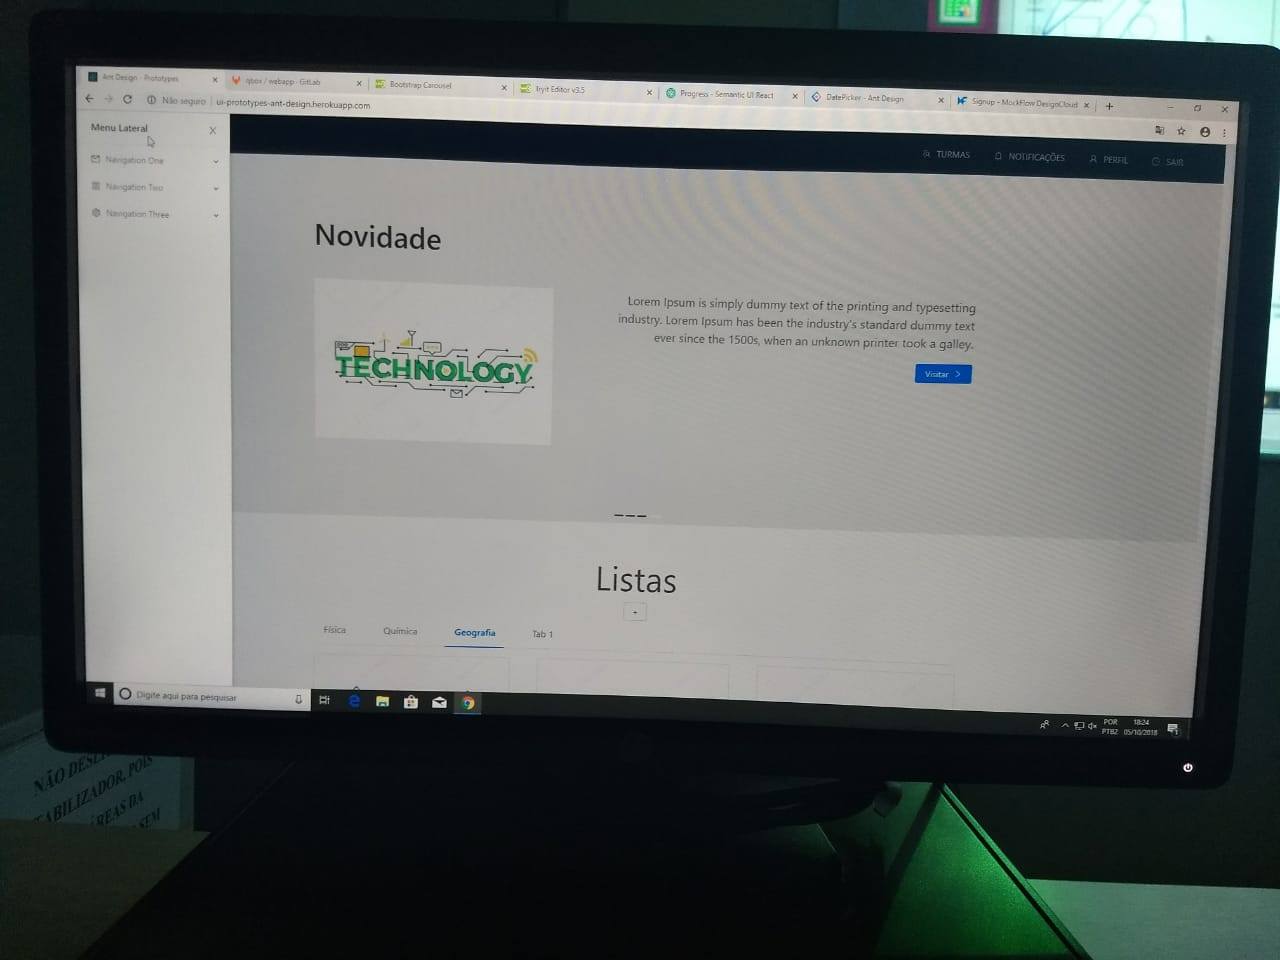 Ant Design - Prototypes
qbox / webapp · GitLab
Bootstrap Carousel
Tryit Editor v3.5
Progress - Semantic UI React
DatePicker - Ant Design
Signup - MockFlow DesignCloud
Não seguro
ui-prototypes-ant-design.herokuapp.com
Menu Lateral
Navigation One
Navigation Two
Navigation Three
TURMAS
NOTIFICAÇÕES
PERFIL
SAIR
Novidade
TECHNOLOGY
Lorem Ipsum is simply dummy text of the printing and typesetting
industry. Lorem Ipsum has been the industry's standard dummy text
ever since the 1500s, when an unknown printer took a galley.
Visitar
Listas
Física
Química
Geografia
Tab 1
Digite aqui para pesquisar
POR
PTB2
18:24
05/10/2018
NÃO
POIS
DA
SEM